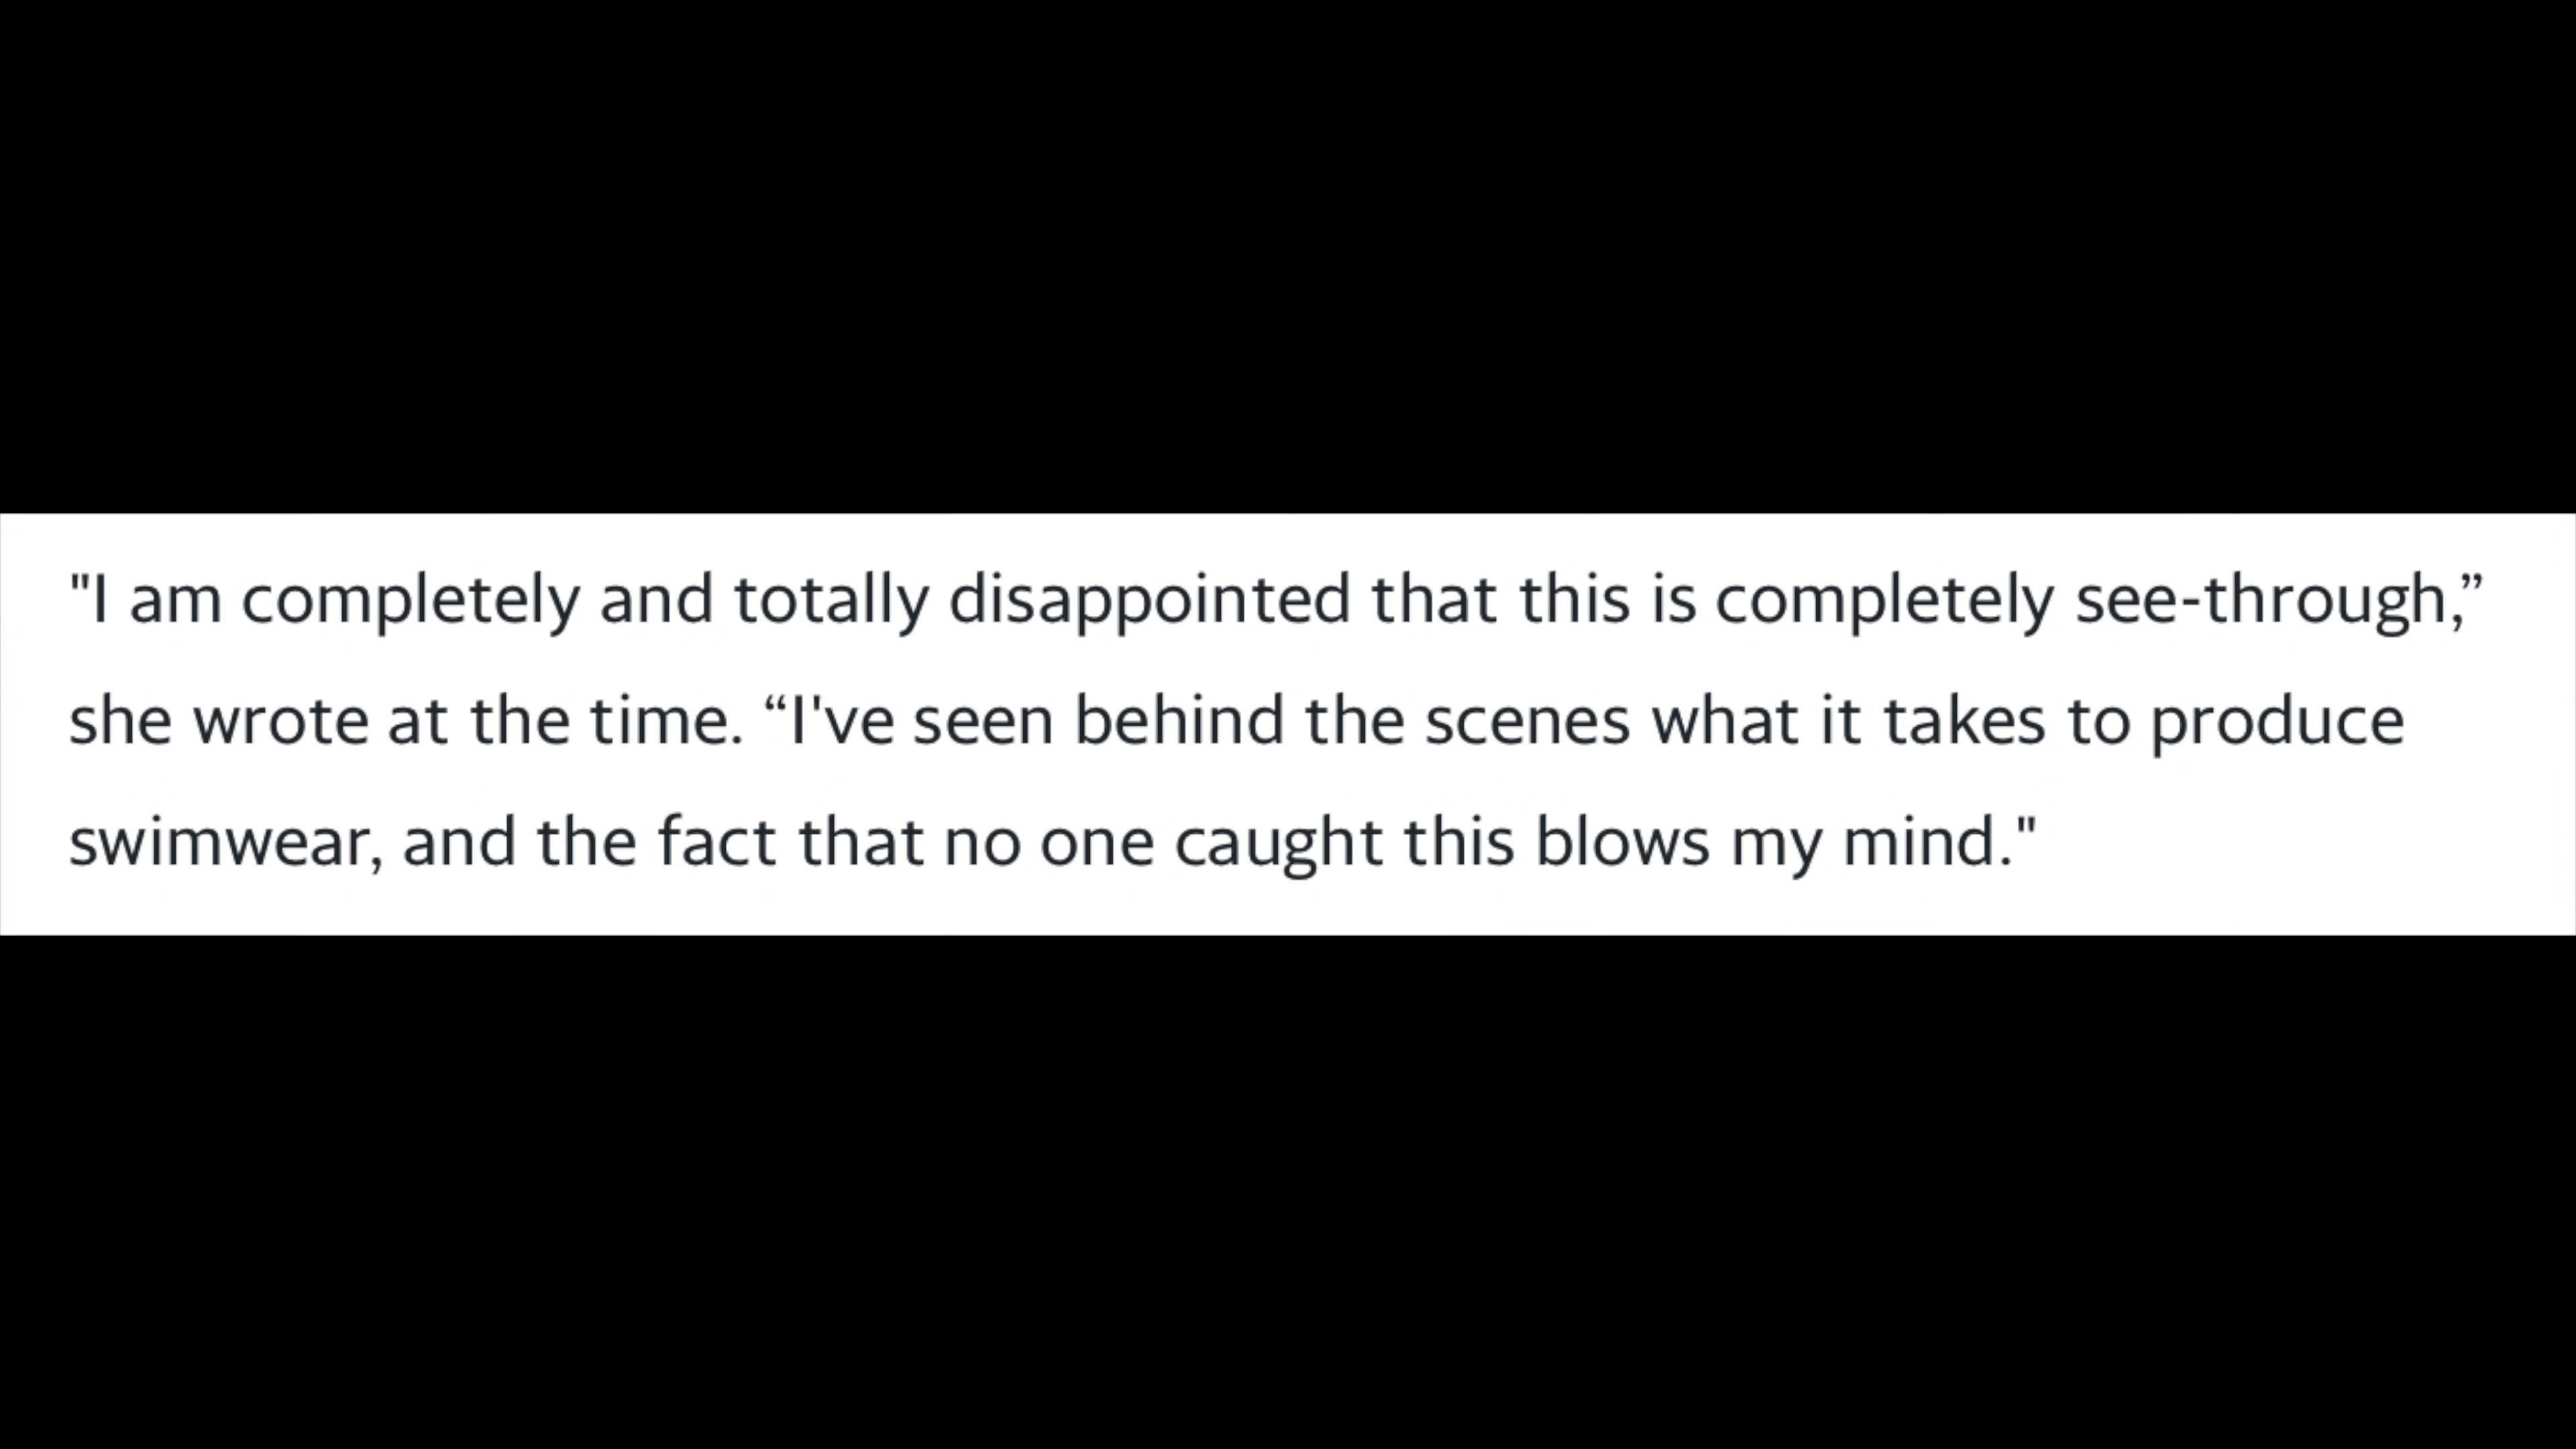 "I am completely and totally disappointed that this is completely see-through,”
she wrote at the time. “I've seen behind the scenes what it takes to produce
swimwear, and the fact that no one caught this blows my mind."